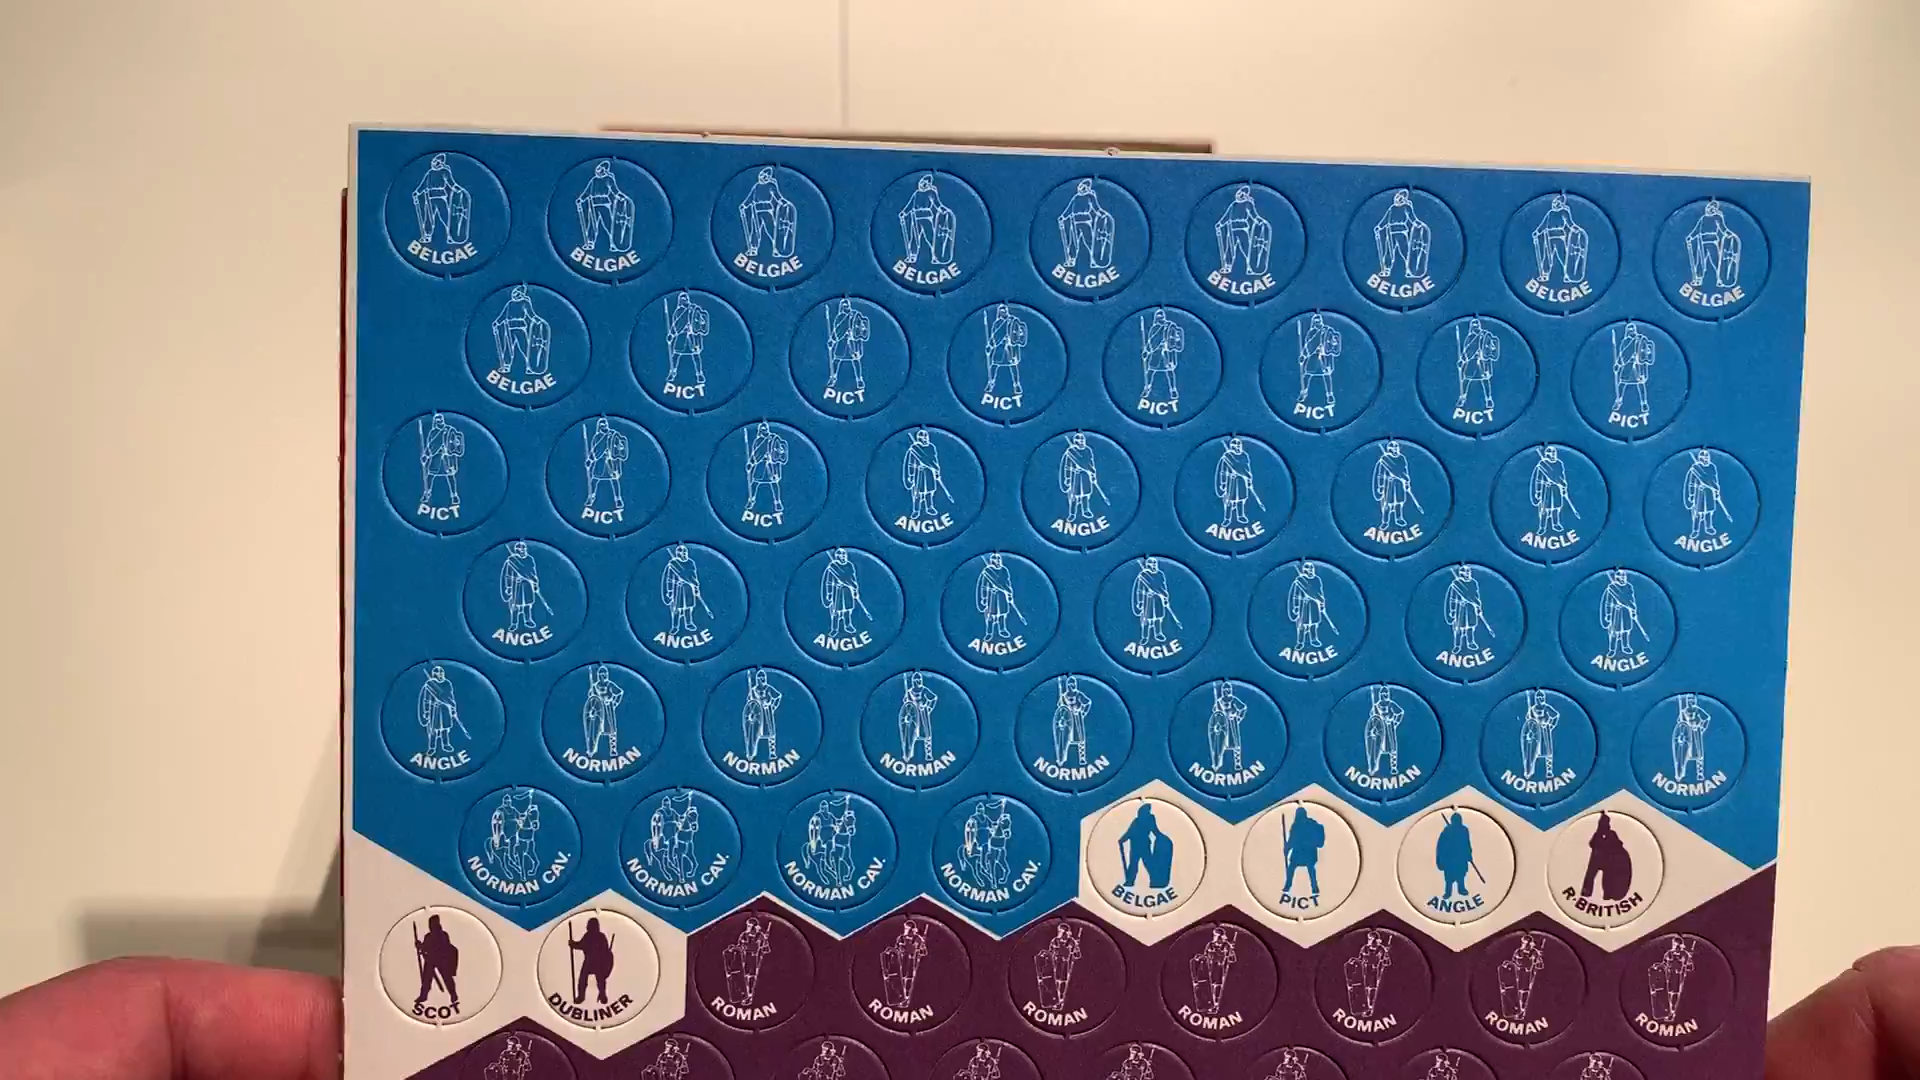 BELGAE BELGAE BELGAE BELGAE BELGAE BELGAE BELGAE BELGAE BELGAE
BELGAE PICT PICT PICT PICT PICT PICT PICT
PICT PICT PICT ANGLE ANGLE ANGLE ANGLE ANGLE ANGLE
ANGLE ANGLE ANGLE ANGLE ANGLE ANGLE ANGLE ANGLE
ANGLE NORMAN NORMAN NORMAN NORMAN NORMAN NORMAN NORMAN NORMAN
NORMAN CAV. NORMAN CAV. NORMAN CAV. NORMAN CAV. BELGAE PICT ANGLE R-BRITISH
SCOT DUBLINER ROMAN ROMAN ROMAN ROMAN ROMAN ROMAN ROMAN